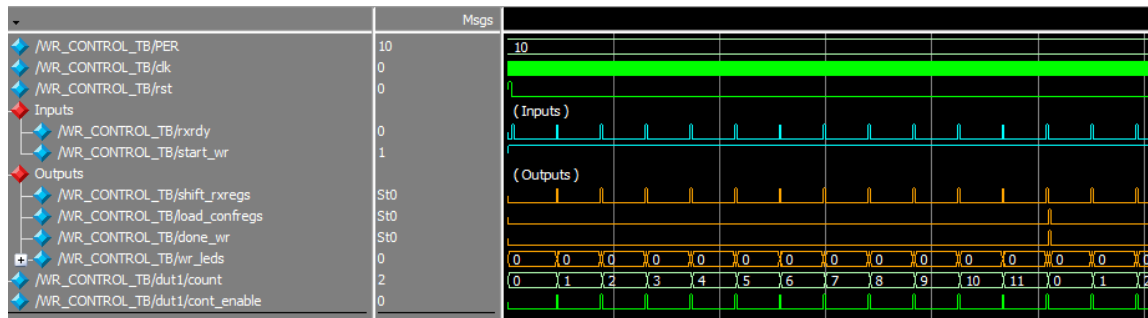 Msgs
/WR_CONTROL_TB/PER 10 10
/WR_CONTROL_TB/clk 0
/WR_CONTROL_TB/rst 0
Inputs (Inputs)
/WR_CONTROL_TB/rxrdy 0
/WR_CONTROL_TB/start_wr 1
Outputs (Outputs)
/WR_CONTROL_TB/shift_rxregs St0
/WR_CONTROL_TB/load_confregs St0
/WR_CONTROL_TB/done_wr St0
/WR_CONTROL_TB/wr_leds 0 0 0 0 0 0 0 0 0 0 0 0 0 0 0
/WR_CONTROL_TB/dut1/count 2 0 1 2 3 4 5 6 7 8 9 10 11 0 1 2
/WR_CONTROL_TB/dut1/cont_enable 0